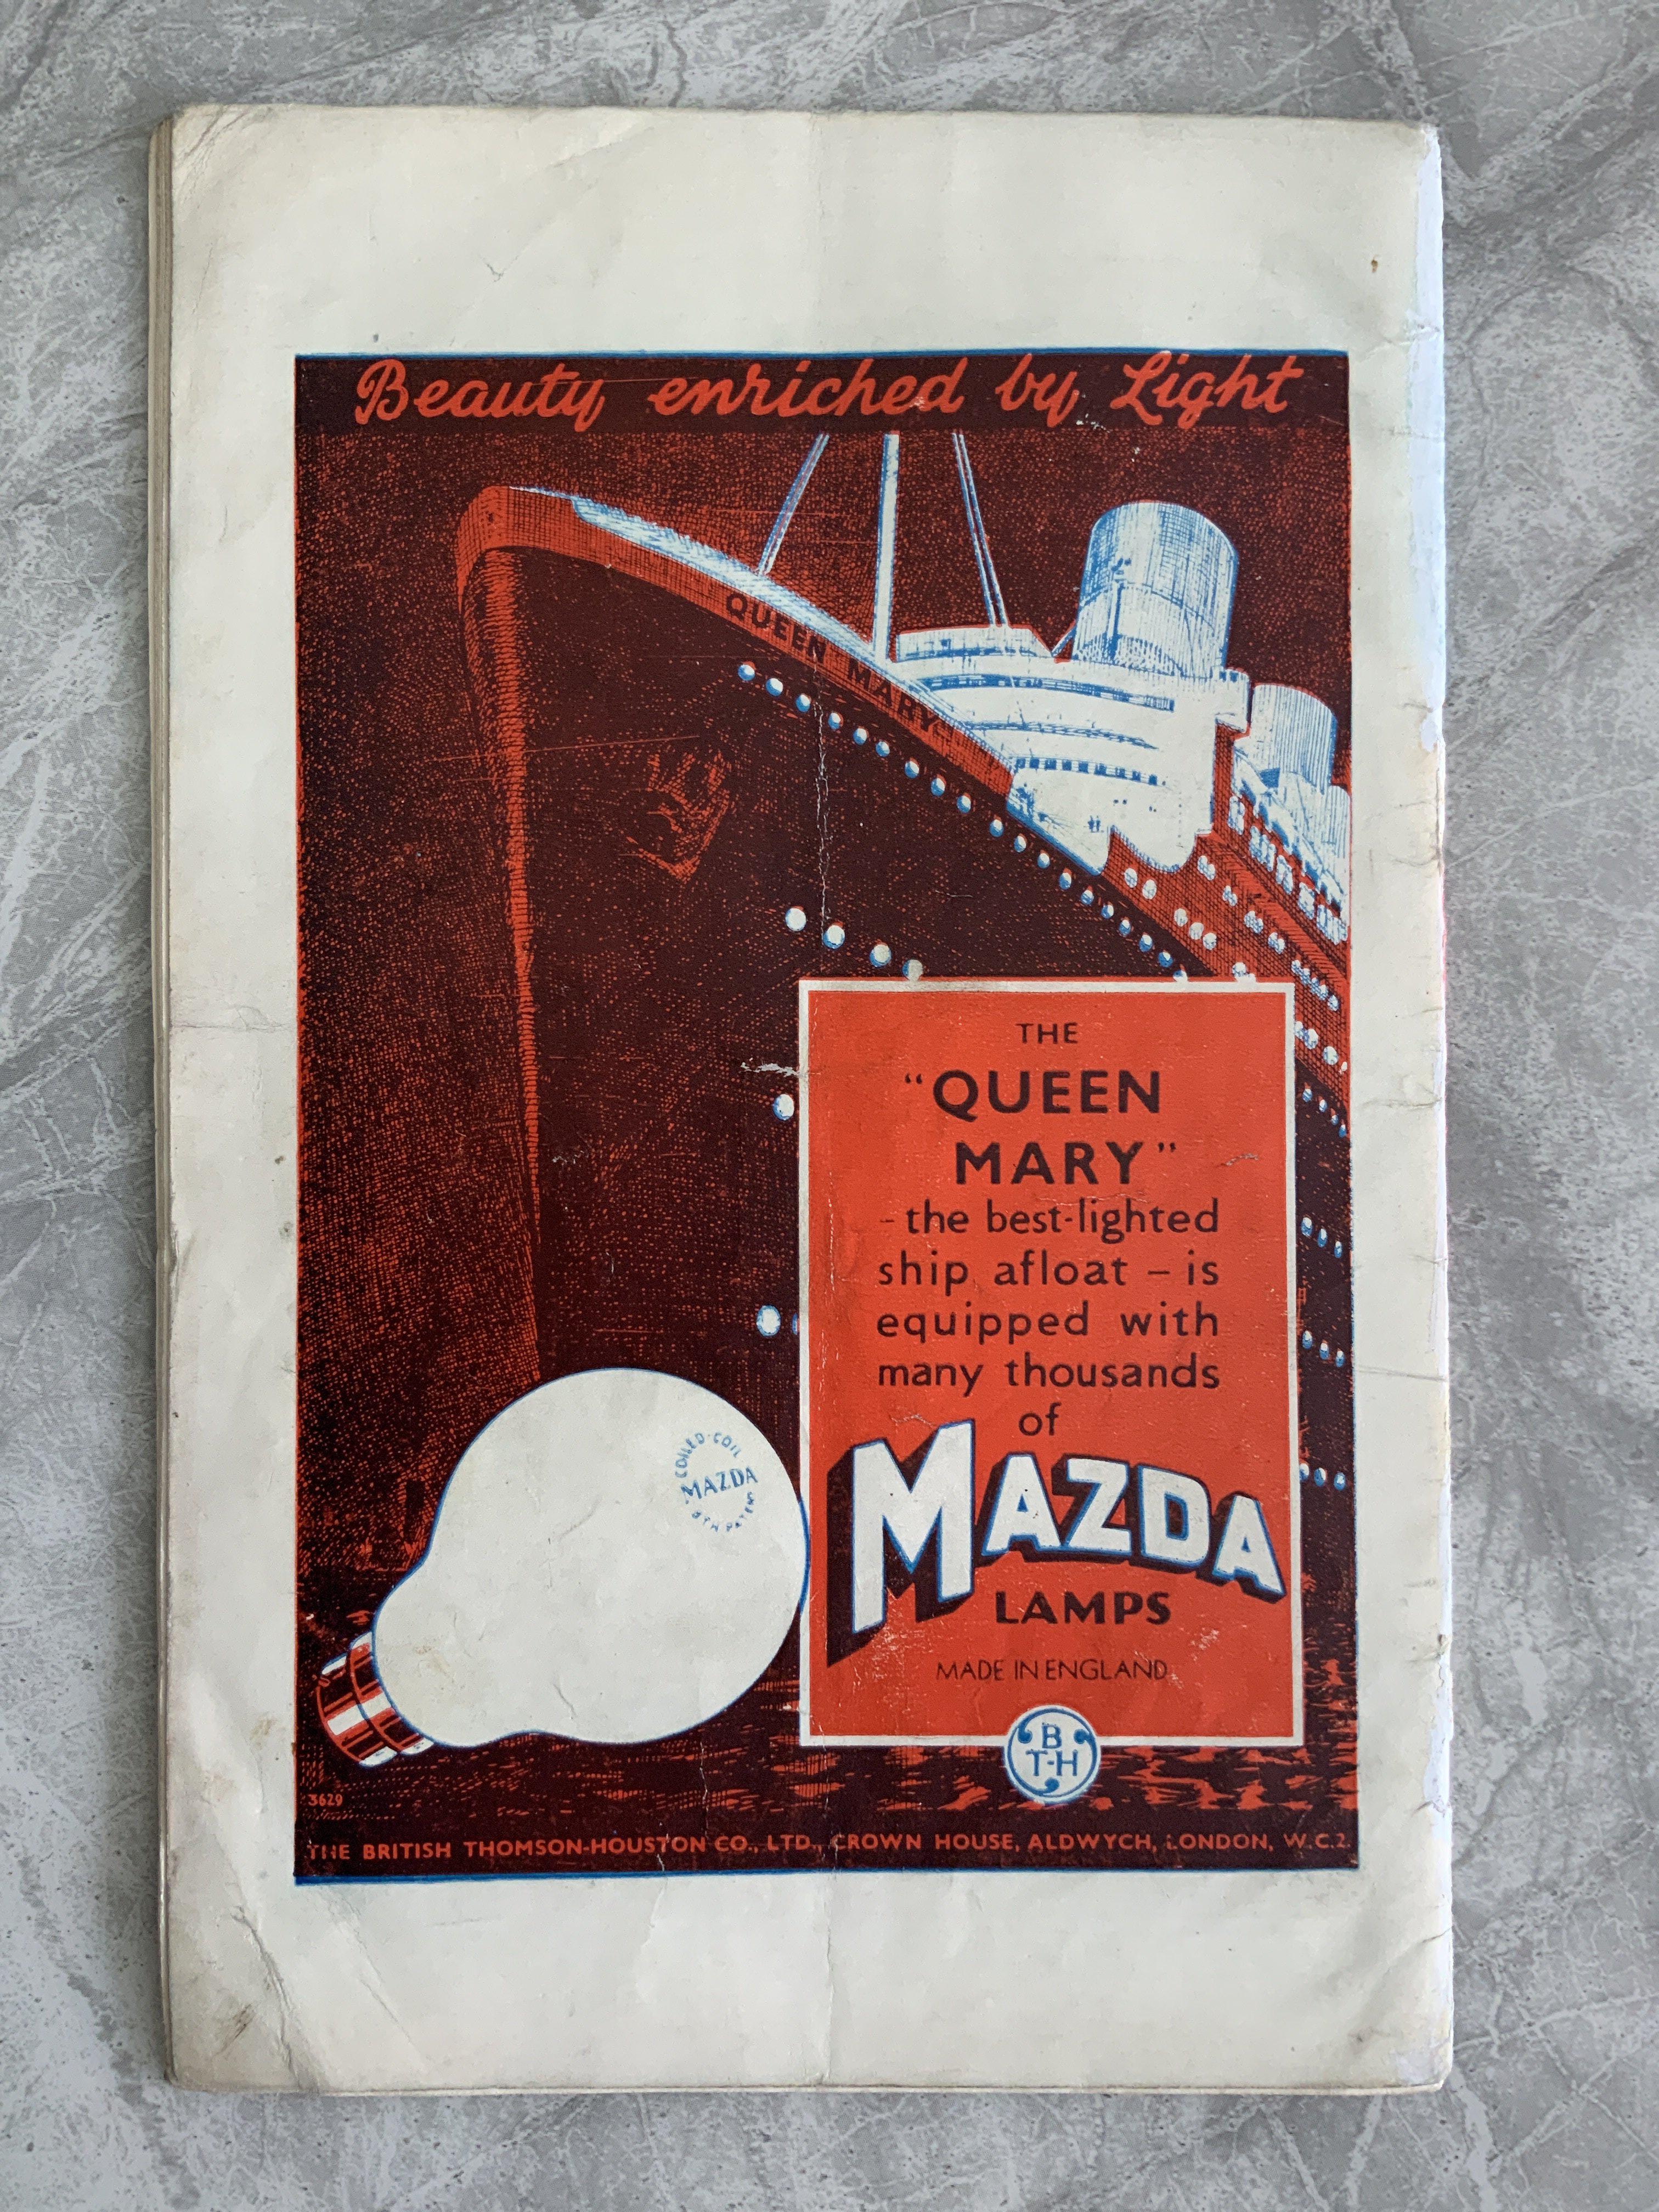 Beauty enriched by Light
QUEEN MARY
THE
"QUEEN
MARY"
- the best-lighted
ship afloat - is
equipped with
many thousands
of
MAZDA
LAMPS
MADE IN ENGLAND
COILED-COIL
MAZDA
BTH PATENT
B
T-H
3629
THE BRITISH THOMSON-HOUSTON CO., LTD., CROWN HOUSE, ALDWYCH, LONDON, W.C.2.